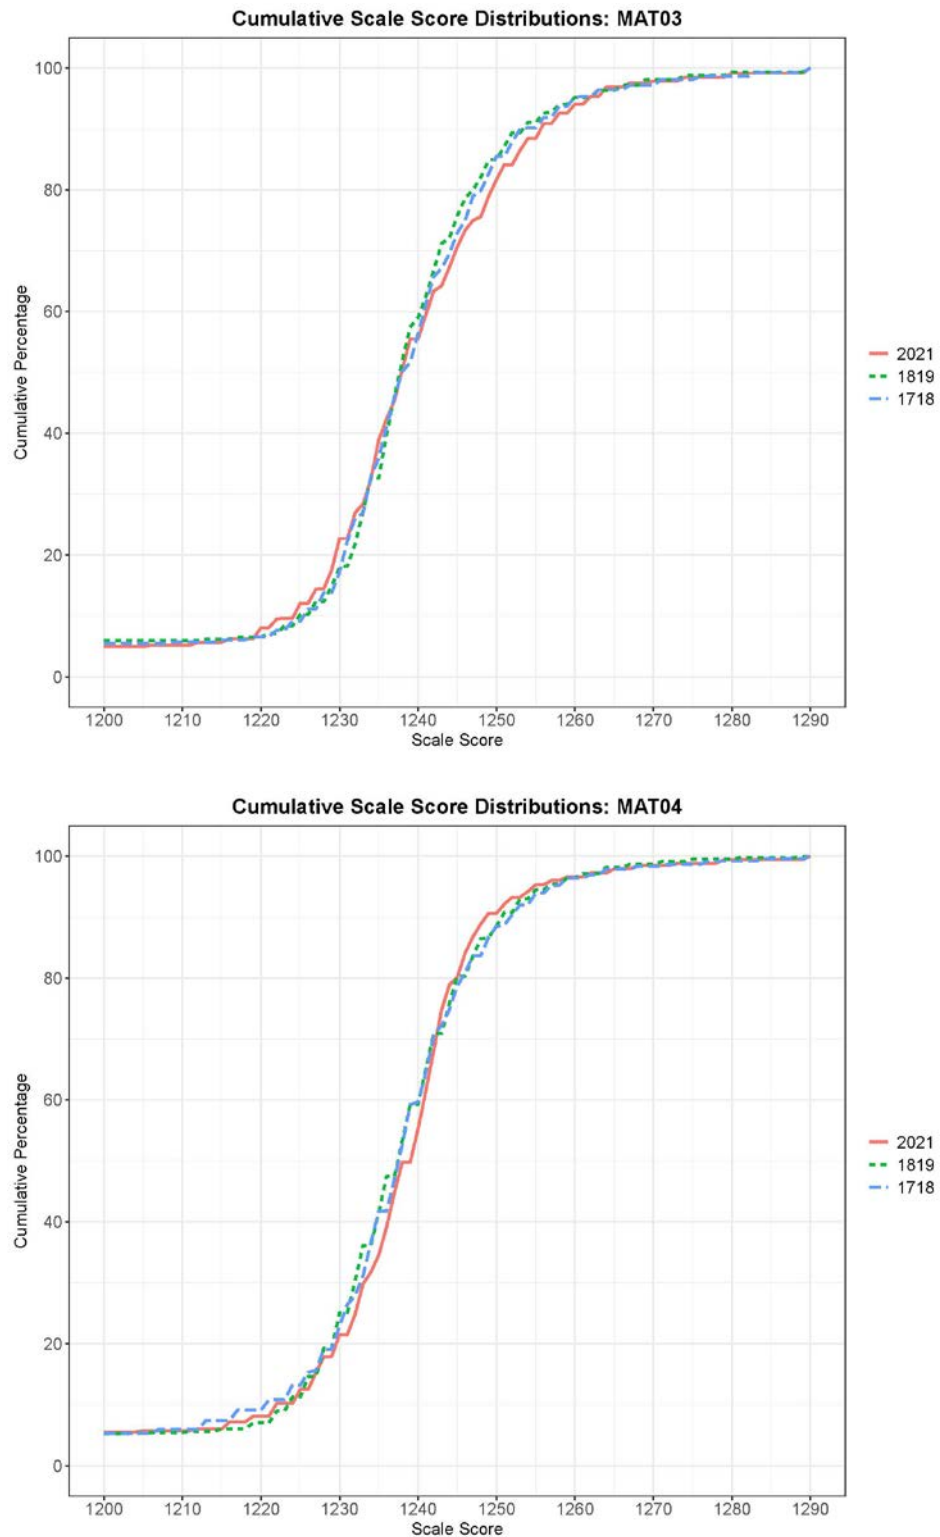 Cumulative Scale Score Distributions: MAT03
100
80
60
40
20
0
Cumulative Percentage
1200 1210 1220 1230 1240 1250 1260 1270 1280 1290
Scale Score
2021
1819
1718
Cumulative Scale Score Distributions: MAT04
100
80
60
40
20
0
Cumulative Percentage
1200 1210 1220 1230 1240 1250 1260 1270 1280 1290
Scale Score
2021
1819
1718